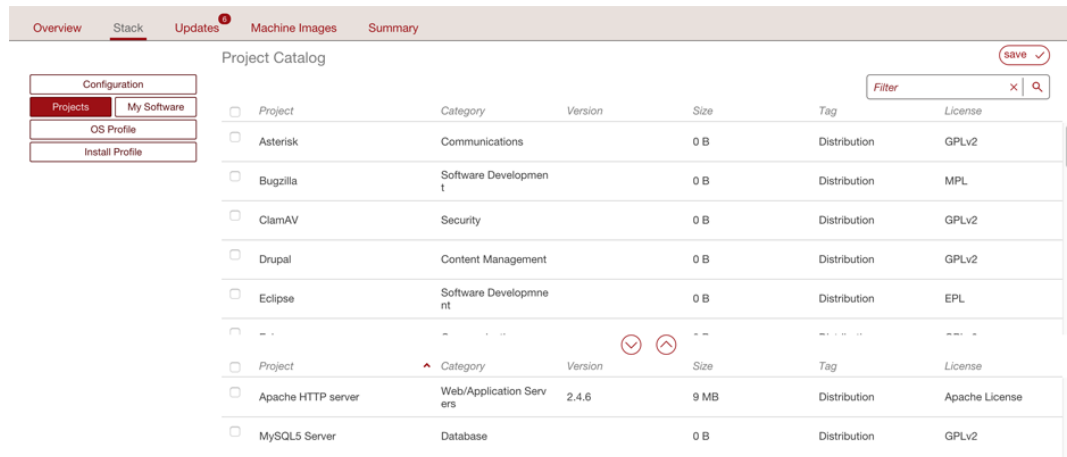 Overview Stack Updates 6 Machine Images Summary
Project Catalog
save
Configuration
Projects My Software
OS Profile
Install Profile
Filter
Project Category Version Size Tag License
Asterisk Communications 0 B Distribution GPLv2
Bugzilla Software Developmen
t 0 B Distribution MPL
ClamAV Security 0 B Distribution GPLv2
Drupal Content Management 0 B Distribution GPLv2
Eclipse Software Developmne
nt 0 B Distribution EPL
Project Category Version Size Tag License
Apache HTTP server Web/Application Serv
ers 2.4.6 9 MB Distribution Apache License
MySQL5 Server Database 0 B Distribution GPLv2